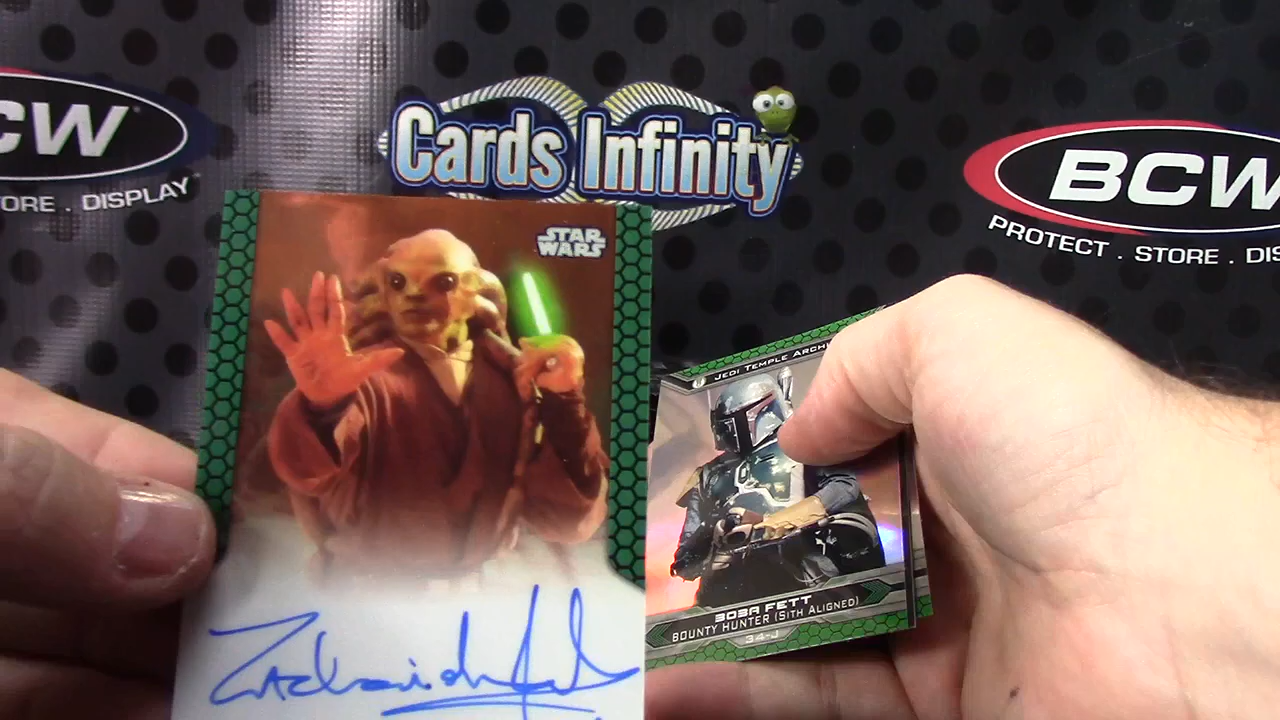 CW
ORE . DISPLAY
Cards Infinity
BCW
PROTECT . STORE . DIS
STAR
WARS
JEDI TEMPLE ARCH
BOBA FETT
BOUNTY HUNTER (SITH ALIGNED)
34-J